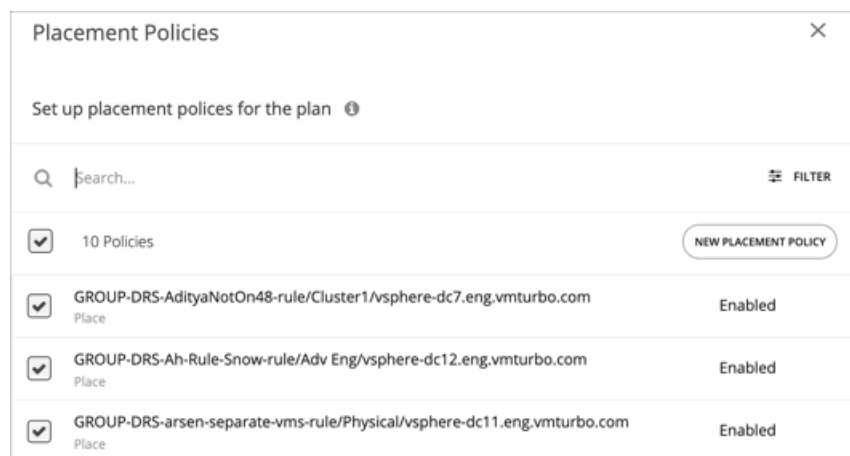 Placement Policies
Set up placement polices for the plan
Search...
FILTER
10 Policies
NEW PLACEMENT POLICY
GROUP-DRS-AdityaNotOn48-rule/Cluster1/vsphere-dc7.eng.vmturbo.com
Enabled
Place
GROUP-DRS-Ah-Rule-Snow-rule/Adv Eng/vsphere-dc12.eng.vmturbo.com
Enabled
Place
GROUP-DRS-arsen-separate-vms-rule/Physical/vsphere-dc11.eng.vmturbo.com
Enabled
Place